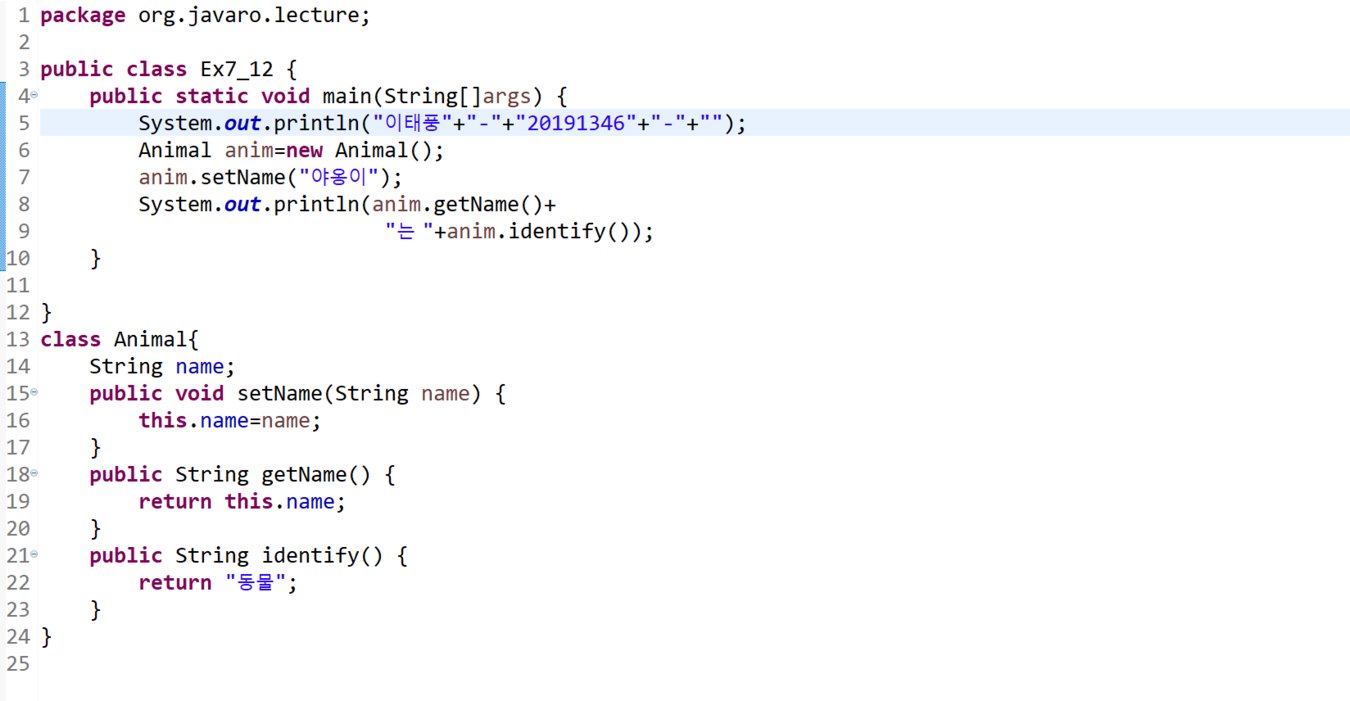 1 package org.javaro.lecture;
2
3 public class Ex7_12 {
4 public static void main(String[]args) {
5 System.out.println("이태풍"+"-"+"20191346"+"-"+"");
6 Animal anim=new Animal();
7 anim.setName("야옹이");
8 System.out.println(anim.getName()+
9 "는 "+anim.identify());
10 }
11
12 }
13 class Animal{
14 String name;
15 public void setName(String name) {
16 this.name=name;
17 }
18 public String getName() {
19 return this.name;
20 }
21 public String identify() {
22 return "동물";
23 }
24 }
25